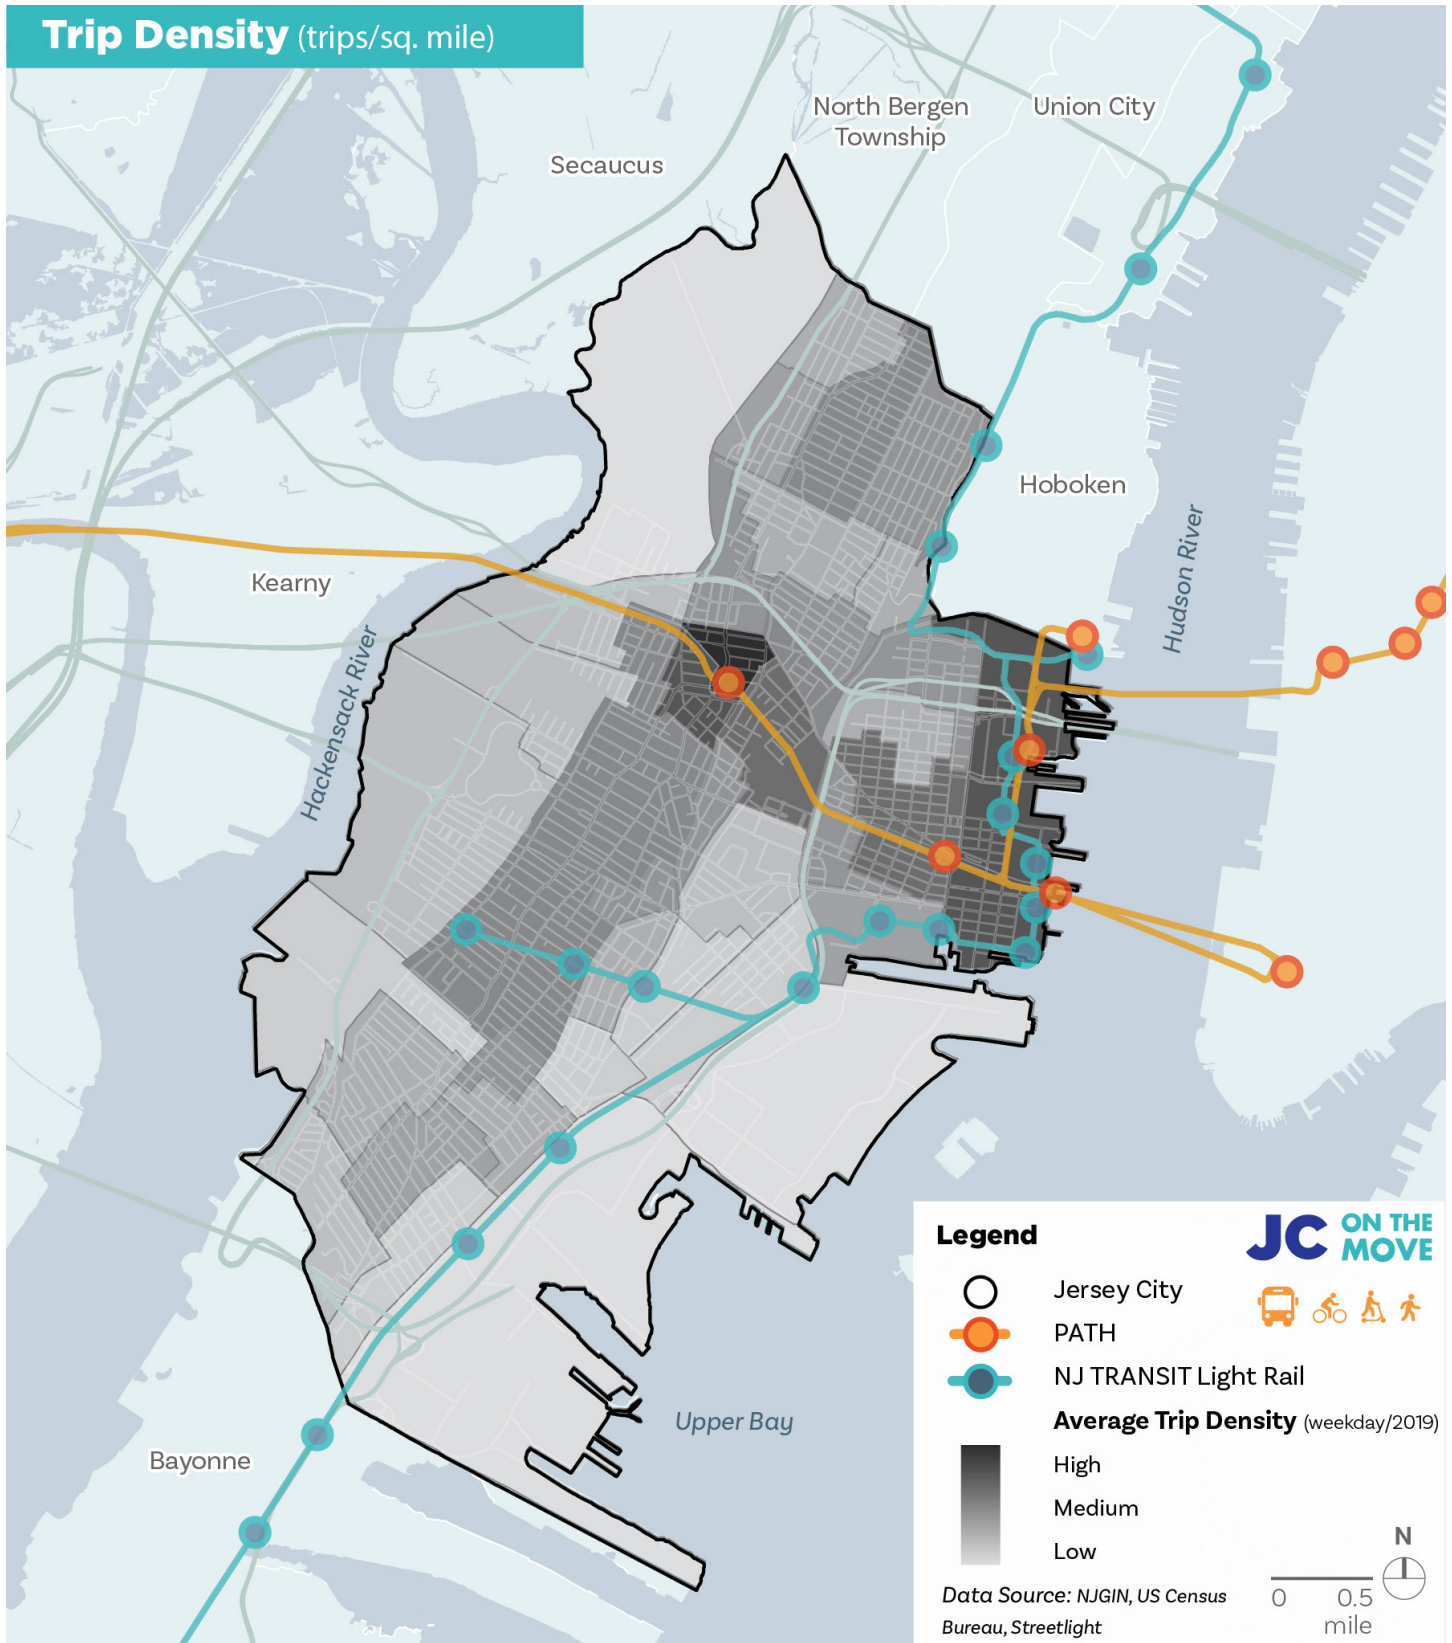 Trip Density (trips/sq. mile)
North Bergen
Township
Union City
Secaucus
Hoboken
Hudson River
Kearny
Hackensack River
Upper Bay
Bayonne
Legend
JC ON THE
MOVE
Jersey City
PATH
NJ TRANSIT Light Rail
Average Trip Density (weekday/2019)
High
Medium
Low
N
0 0.5
mile
Data Source: NJGIN, US Census
Bureau, Streetlight